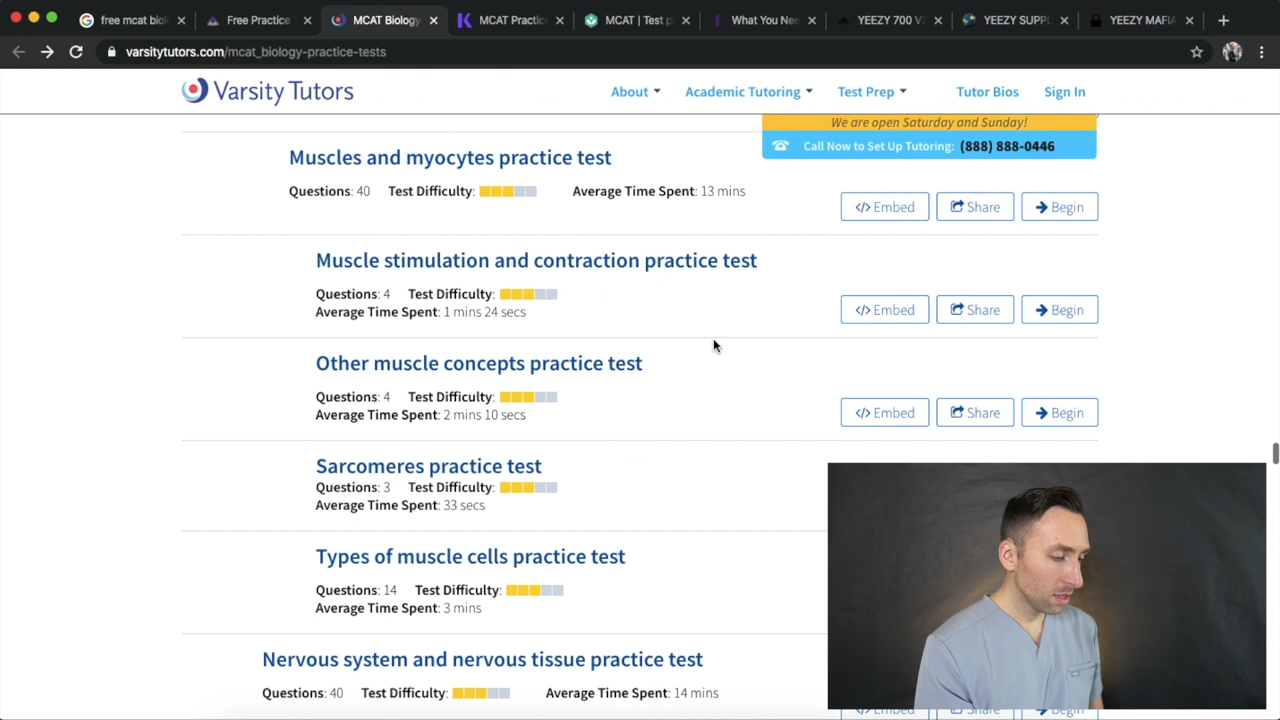 free mcat biol
Free Practice
MCAT Biology
MCAT Practic
MCAT | Test p
What You Nee
YEEZY 700 V3
YEEZY SUPPL
YEEZY MAFIA
varsitytutors.com/mcat_biology-practice-tests
Varsity Tutors
About
Academic Tutoring
Test Prep
Tutor Bios
Sign In
We are open Saturday and Sunday!
Call Now to Set Up Tutoring: (888) 888-0446
Muscles and myocytes practice test
Questions: 40 Test Difficulty: Average Time Spent: 13 mins
</> Embed Share Begin
Muscle stimulation and contraction practice test
Questions: 4 Test Difficulty:
Average Time Spent: 1 mins 24 secs
</> Embed Share Begin
Other muscle concepts practice test
Questions: 4 Test Difficulty:
Average Time Spent: 2 mins 10 secs
</> Embed Share Begin
Sarcomeres practice test
Questions: 3 Test Difficulty:
Average Time Spent: 33 secs
Types of muscle cells practice test
Questions: 14 Test Difficulty:
Average Time Spent: 3 mins
Nervous system and nervous tissue practice test
Questions: 40 Test Difficulty: Average Time Spent: 14 mins